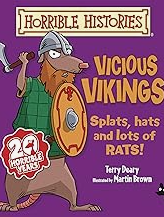 HORRIBLE HISTORIES
VICIOUS
VIKINGS
Splats, hats
and lots of
RATS!
20
HORRIBLE
YEARS!
Terry Deary
Illustrated by Martin Brown